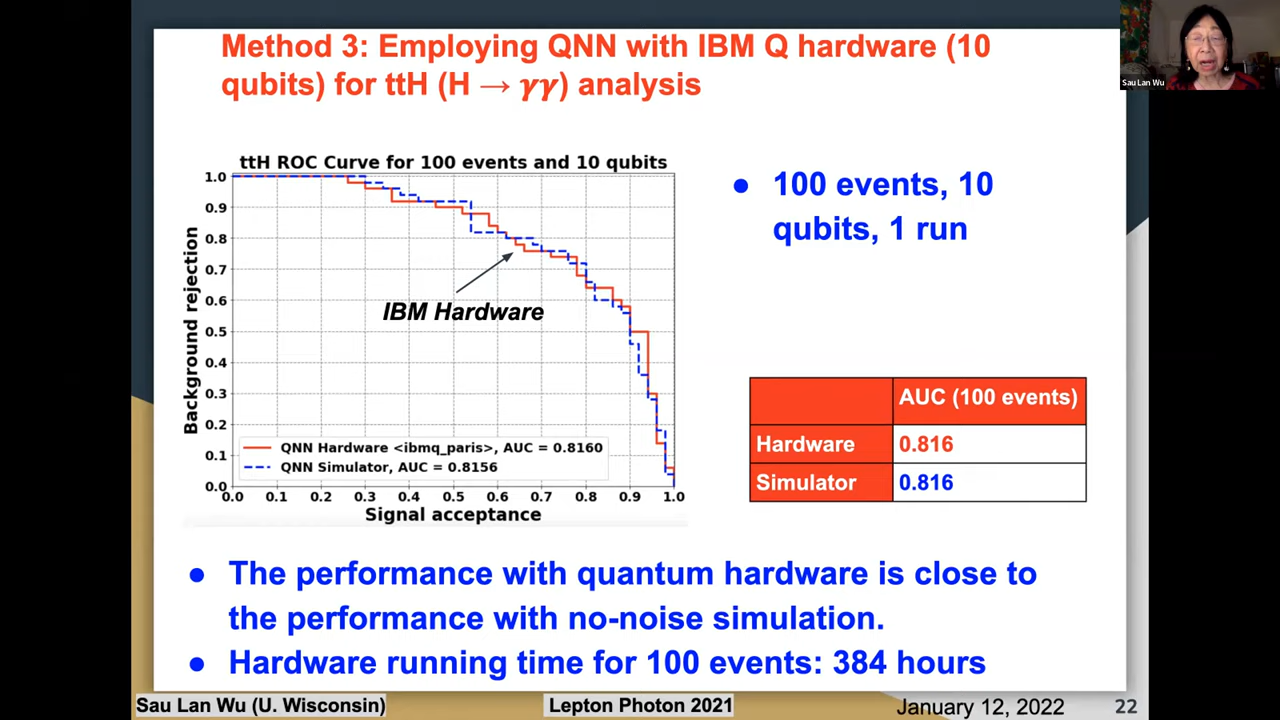 Method 3: Employing QNN with IBM Q hardware (10
qubits) for ttH (H → γγ) analysis
Sau Lan Wu
ttH ROC Curve for 100 events and 10 qubits
1.0
0.9
0.8
0.7
0.6
0.5
0.4
0.3
0.2
0.1
0.0
Background rejection
IBM Hardware
QNN Hardware <ibmq_paris>, AUC = 0.8160
QNN Simulator, AUC = 0.8156
0.0 0.1 0.2 0.3 0.4 0.5 0.6 0.7 0.8 0.9 1.0
Signal acceptance
● 100 events, 10
qubits, 1 run
AUC (100 events)
Hardware 0.816
Simulator 0.816
● The performance with quantum hardware is close to
the performance with no-noise simulation.
● Hardware running time for 100 events: 384 hours
Sau Lan Wu (U. Wisconsin) Lepton Photon 2021 January 12, 2022 22